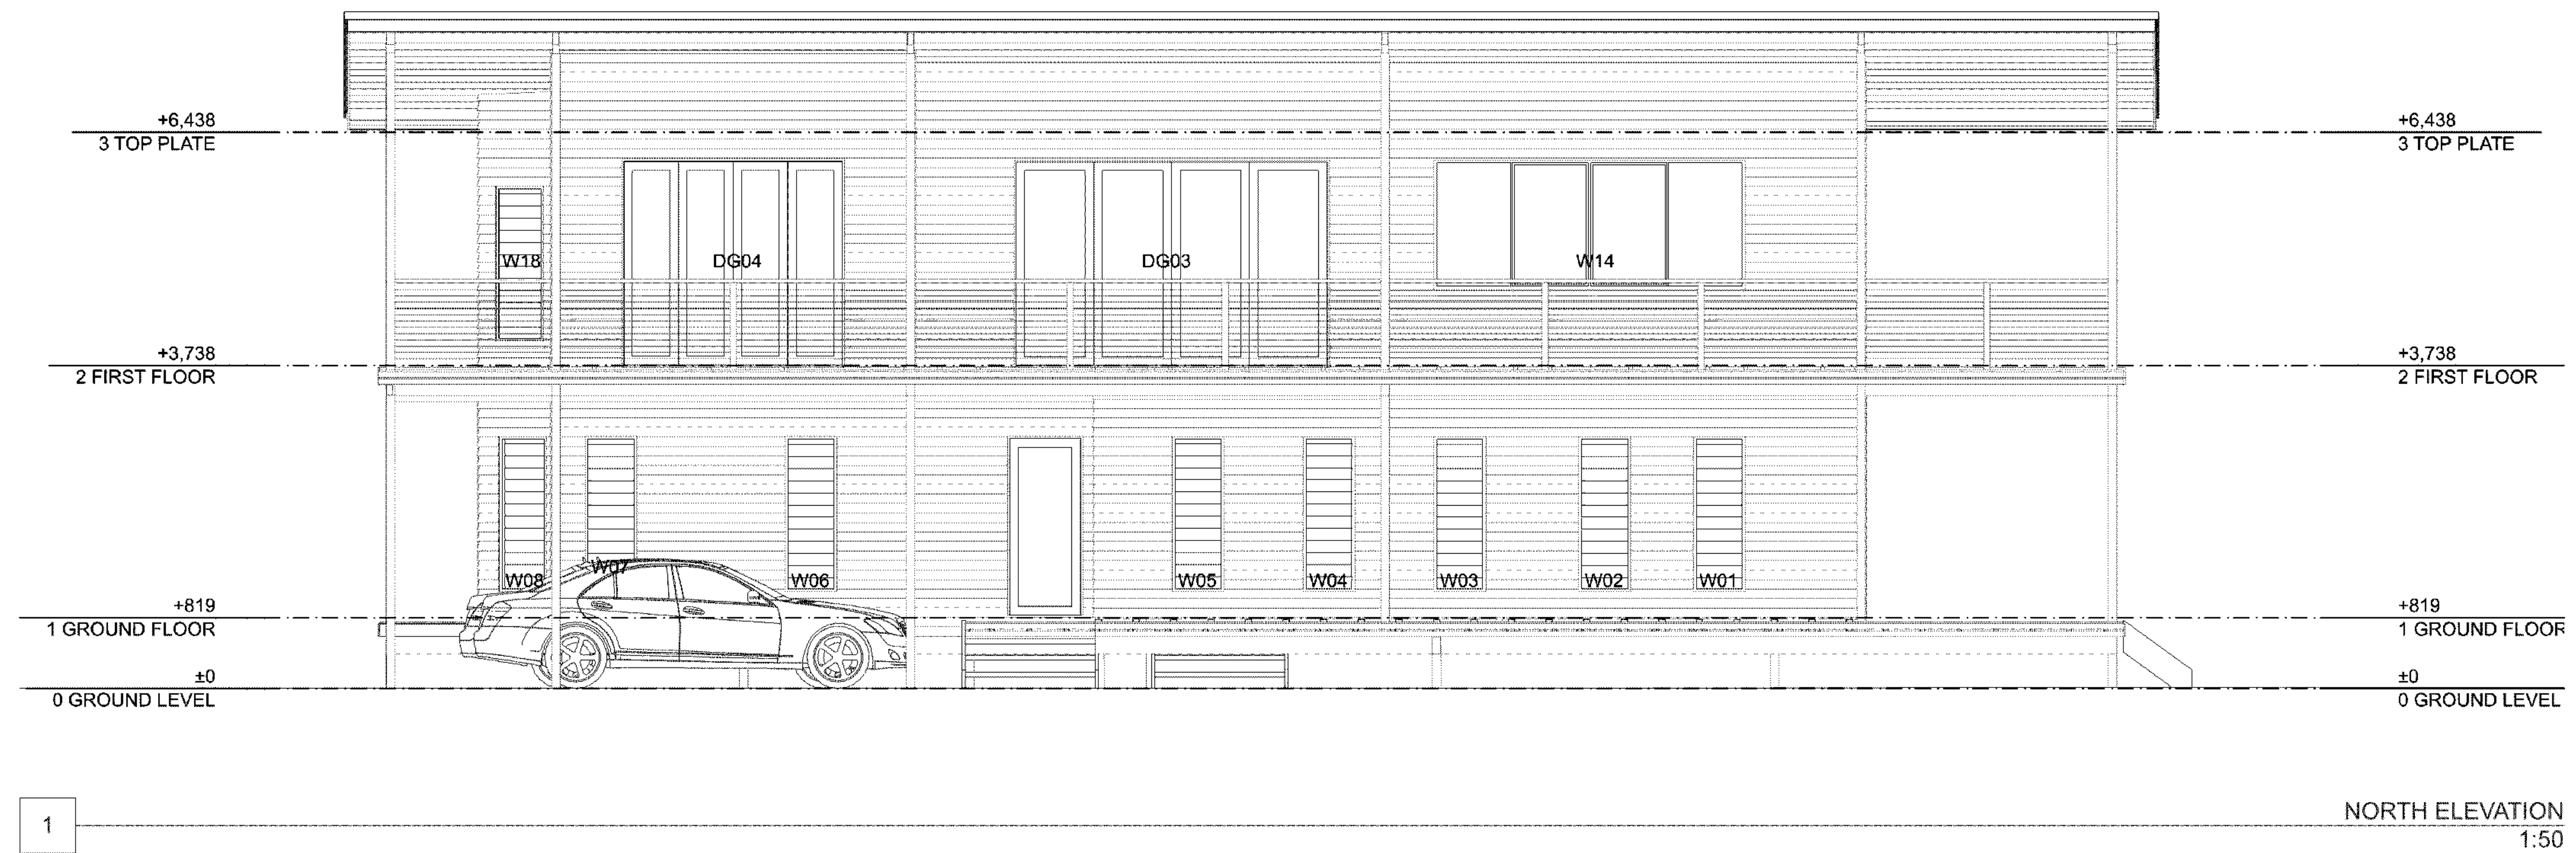 +6,438
3 TOP PLATE
+6,438
3 TOP PLATE
W18
DG04
DG03
W14
+3,738
2 FIRST FLOOR
+3,738
2 FIRST FLOOR
W08
W07
W06
W05
W04
W03
W02
W01
+819
1 GROUND FLOOR
+819
1 GROUND FLOOR
±0
0 GROUND LEVEL
±0
0 GROUND LEVEL
1
NORTH ELEVATION
1:50